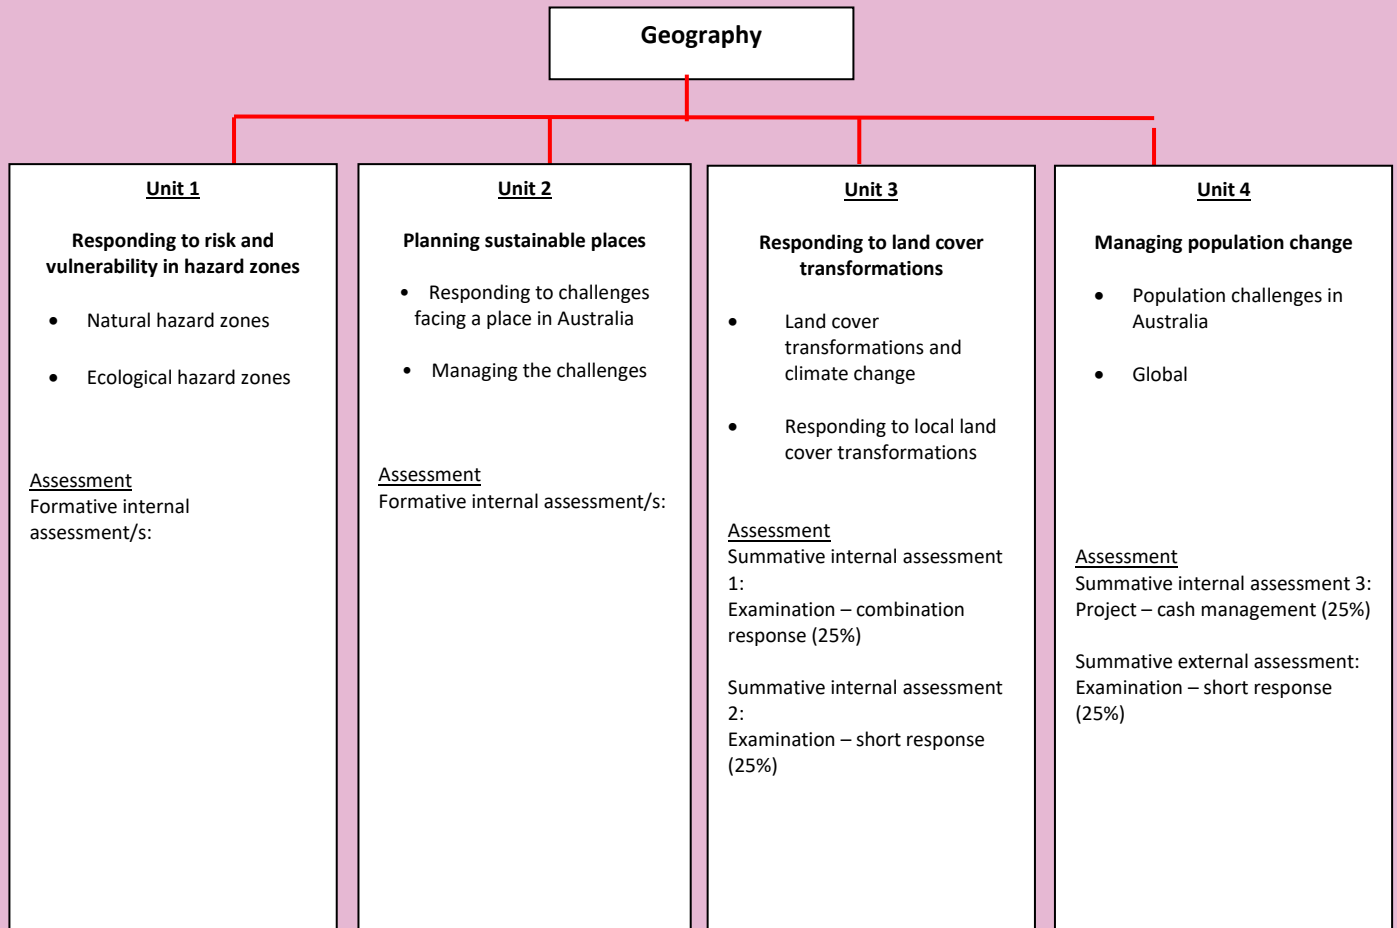 Geography
Unit 1
Responding to risk and
vulnerability in hazard zones
• Natural hazard zones
• Ecological hazard zones
Assessment
Formative internal
assessment/s:
Unit 2
Planning sustainable places
• Responding to challenges
facing a place in Australia
• Managing the challenges
Assessment
Formative internal assessment/s:
Unit 3
Responding to land cover
transformations
• Land cover
transformations and
climate change
• Responding to local land
cover transformations
Assessment
Summative internal assessment
1:
Examination – combination
response (25%)
Summative internal assessment
2:
Examination – short response
(25%)
Unit 4
Managing population change
• Population challenges in
Australia
• Global
Assessment
Summative internal assessment 3:
Project – cash management (25%)
Summative external assessment:
Examination – short response
(25%)